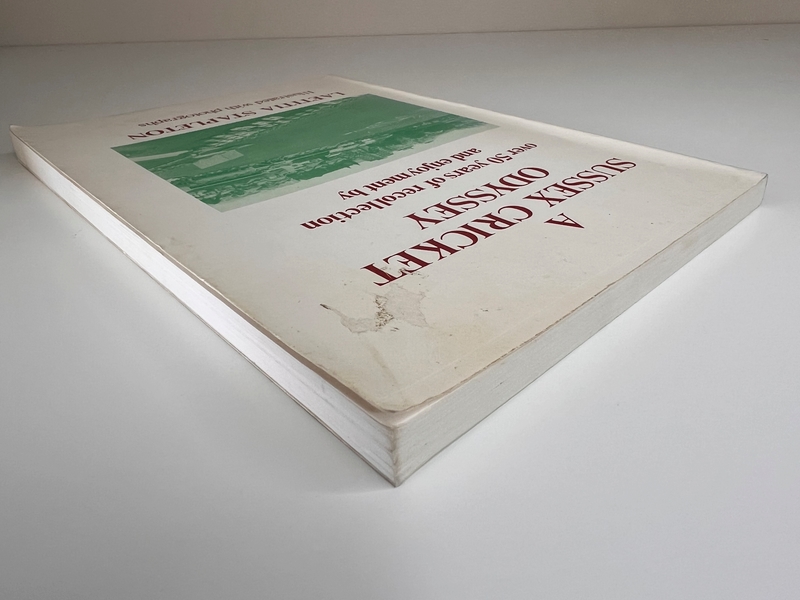 A
SUSSEX CRICKET
ODYSSEY
over 50 years of recollection
and enjoyment by
LAETITIA STAPLETON
Illustrated with photographs